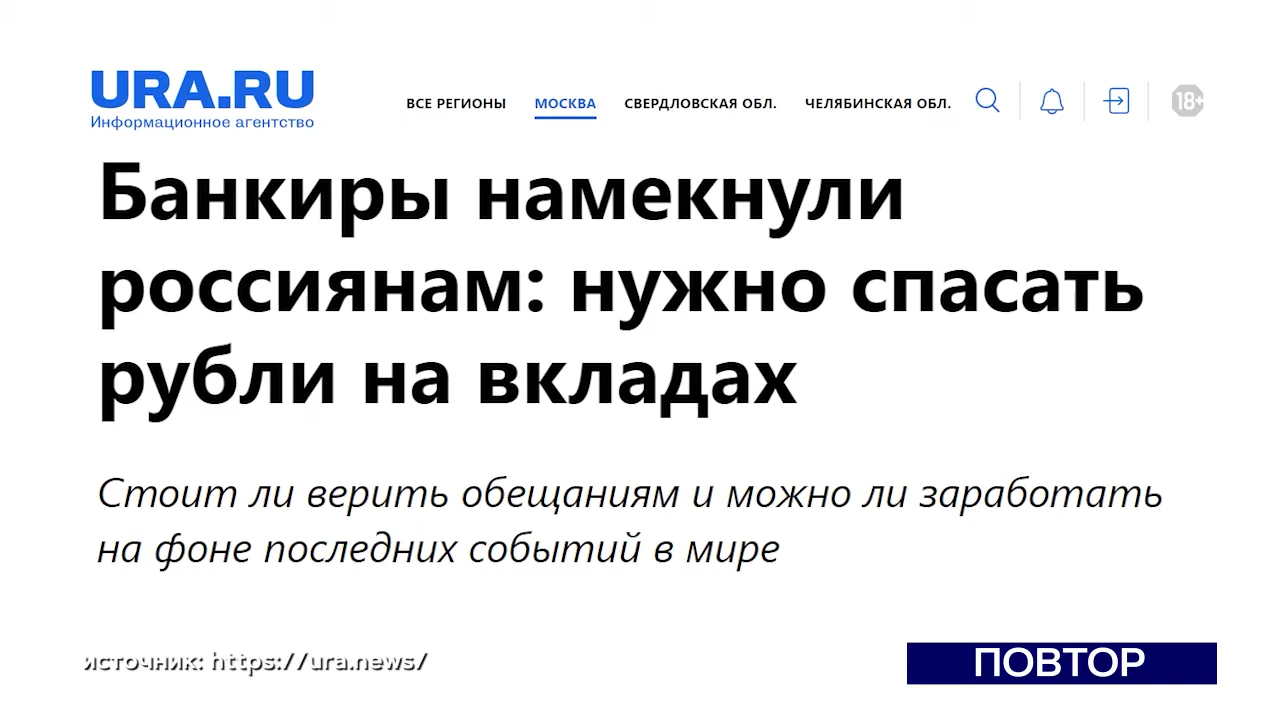 URA.RU
Информационное агентство
ВСЕ РЕГИОНЫ МОСКВА СВЕРДЛОВСКАЯ ОБЛ. ЧЕЛЯБИНСКАЯ ОБЛ. 18+
Банкиры намекнули
россиянам: нужно спасать
рубли на вкладах
Стоит ли верить обещаниям и можно ли заработать
на фоне последних событий в мире
источник: https://ura.news/
ПОВТОР